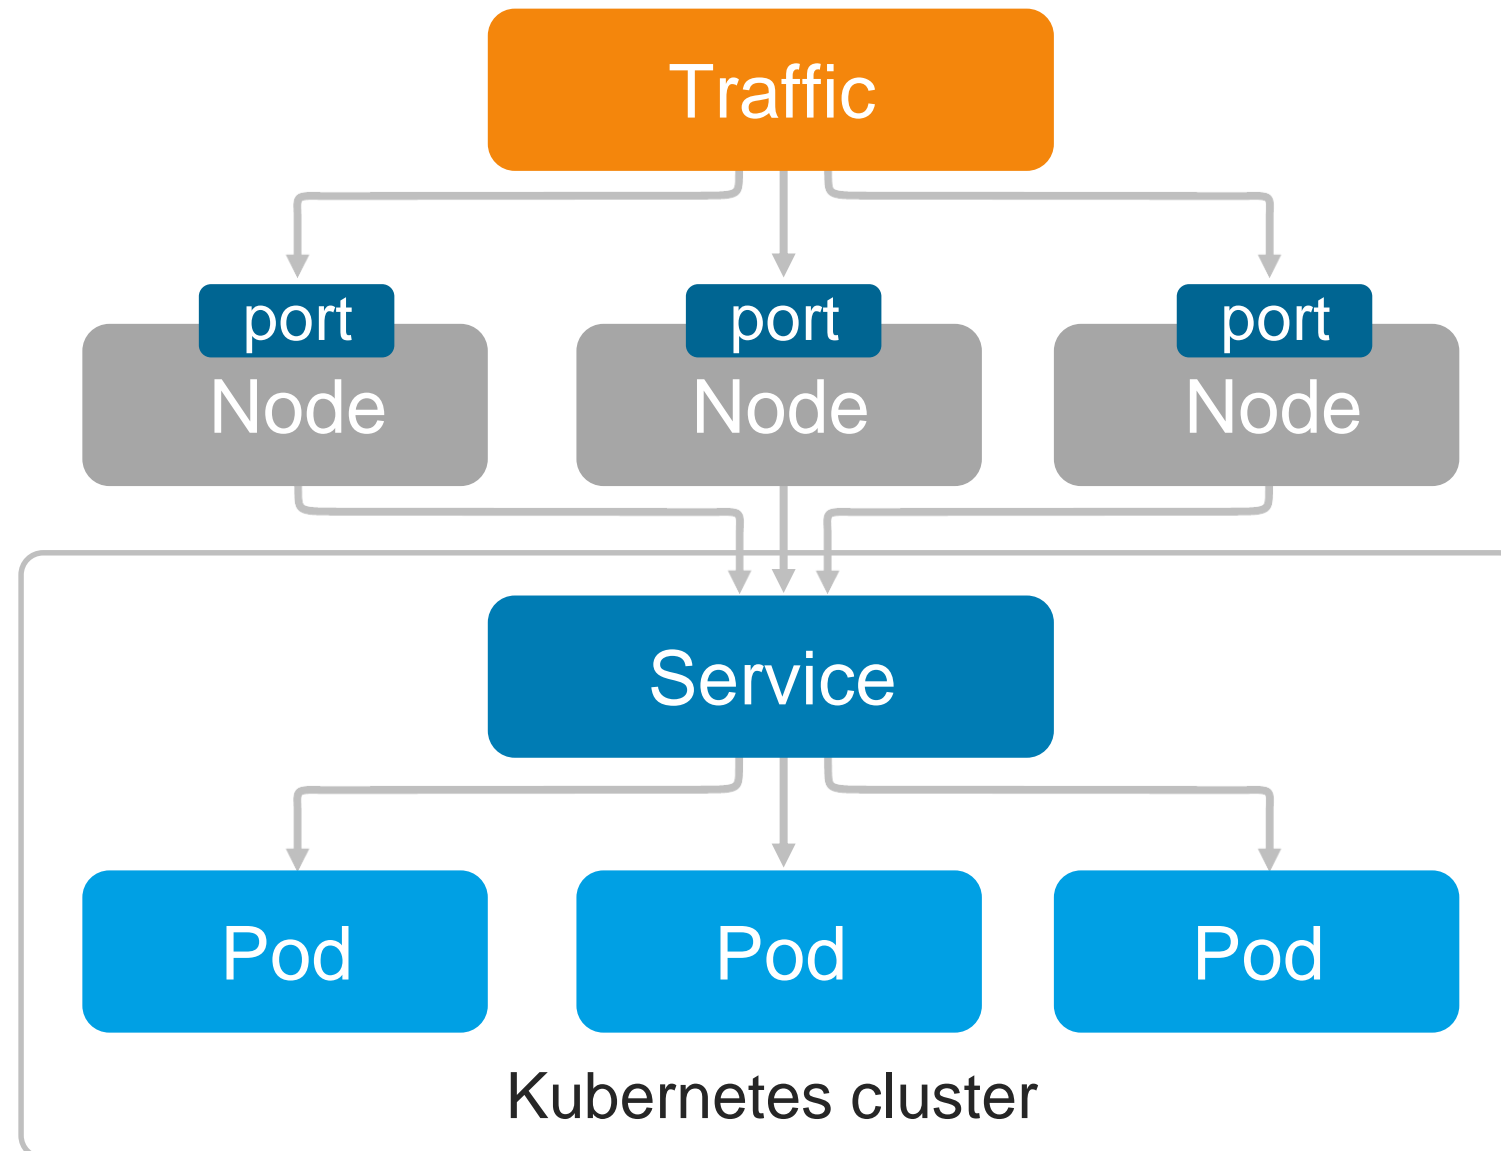 Traffic
port
port
port
Node
Node
Node
Service
Pod
Pod
Pod
Kubernetes cluster